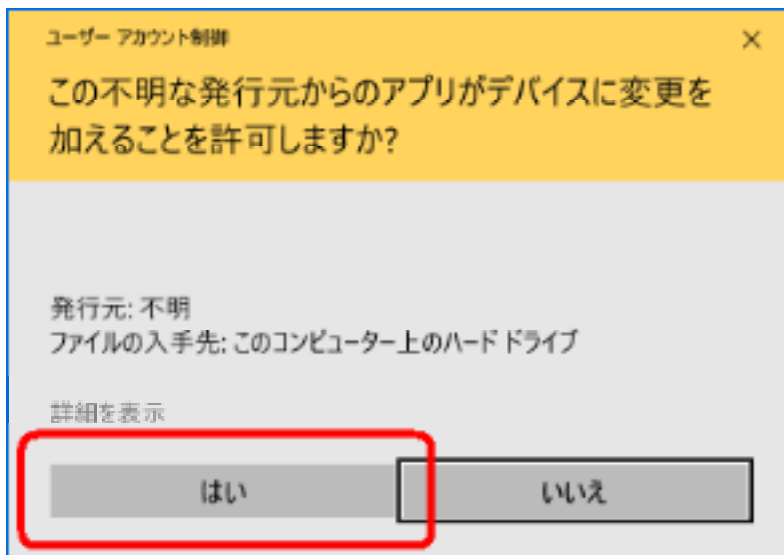 ユーザー アカウント制御
この不明な発行元からのアプリがデバイスに変更を
加えることを許可しますか?
発行元: 不明
ファイルの入手先: このコンピューター上のハード ドライブ
詳細を表示
はい
いいえ